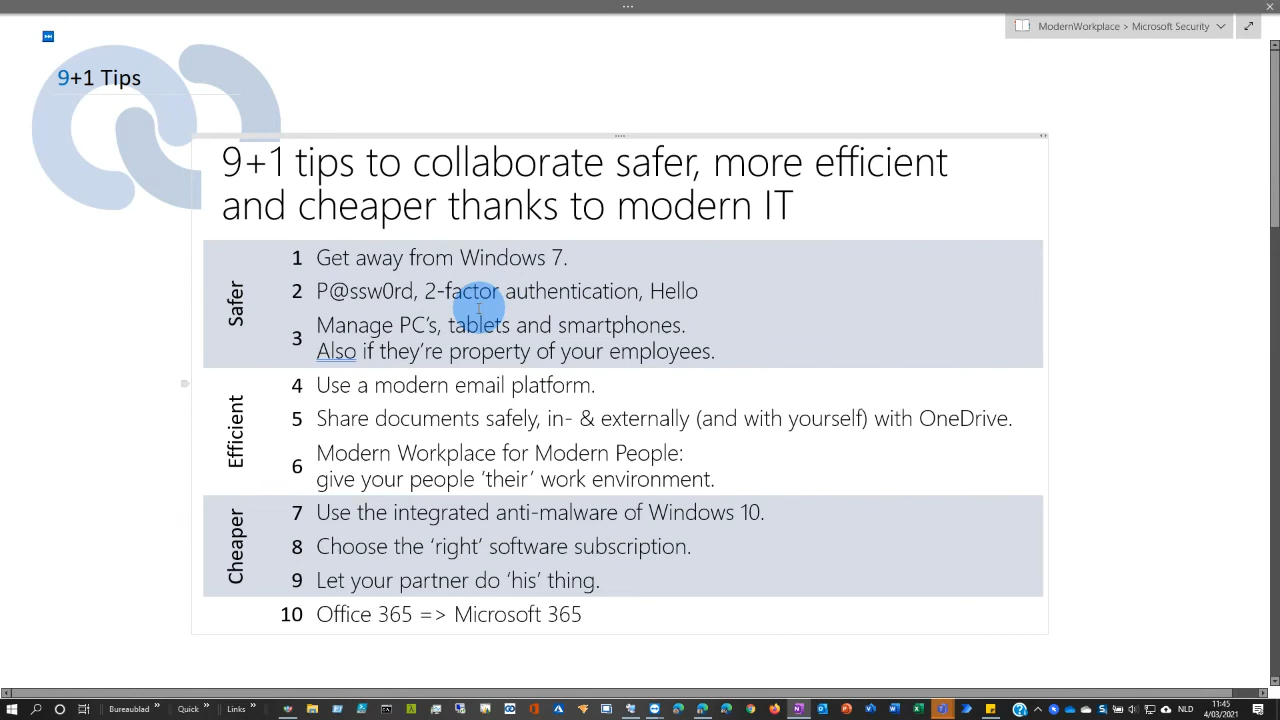 ModernWorkplace > Microsoft Security
9+1 Tips
9+1 tips to collaborate safer, more efficient
and cheaper thanks to modern IT
Safer
1 Get away from Windows 7.
2 P@ssw0rd, 2-factor authentication, Hello
3 Manage PC's, tablets and smartphones.
Also if they're property of your employees.
Efficient
4 Use a modern email platform.
5 Share documents safely, in- & externally (and with yourself) with OneDrive.
6 Modern Workplace for Modern People:
give your people 'their' work environment.
Cheaper
7 Use the integrated anti-malware of Windows 10.
8 Choose the 'right' software subscription.
9 Let your partner do 'his' thing.
10 Office 365 => Microsoft 365
Bureaublad
Quick
Links
NLD
11:45
4/03/2021